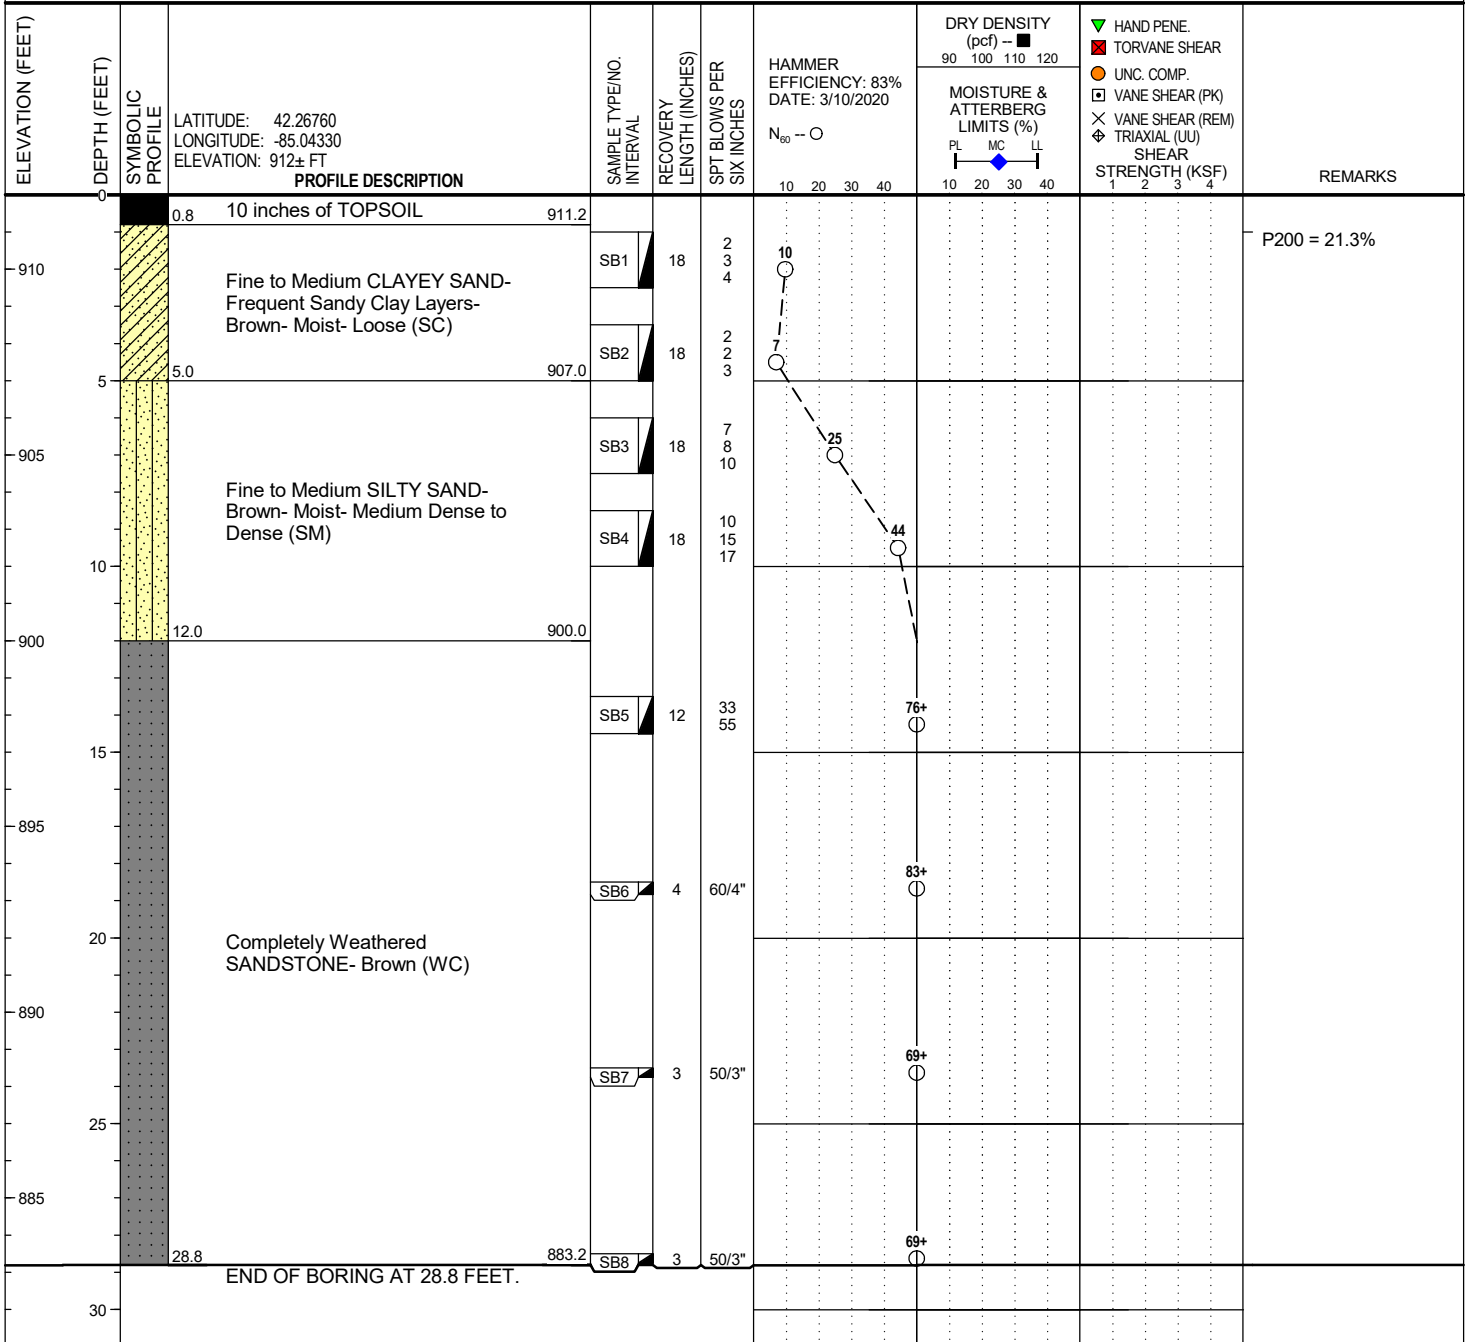 ELEVATION (FEET)
DEPTH (FEET)
SYMBOLIC
PROFILE
LATITUDE: 42.26760
LONGITUDE: -85.04330
ELEVATION: 912± FT
PROFILE DESCRIPTION
SAMPLE TYPE/NO.
INTERVAL
RECOVERY
LENGTH (INCHES)
SPT BLOWS PER
SIX INCHES
HAMMER
EFFICIENCY: 83%
DATE: 3/10/2020
N60 --
10 20 30 40
DRY DENSITY
(pcf) --
90 100 110 120
MOISTURE &
ATTERBERG
LIMITS (%)
PL MC LL
10 20 30 40
HAND PENE.
TORVANE SHEAR
UNC. COMP.
VANE SHEAR (PK)
VANE SHEAR (REM)
TRIAXIAL (UU)
SHEAR
STRENGTH (KSF)
1 2 3 4
REMARKS
0
0.8 10 inches of TOPSOIL 911.2
P200 = 21.3%
910
Fine to Medium CLAYEY SAND-
Frequent Sandy Clay Layers-
Brown- Moist- Loose (SC)
SB1 18
2
3
4
10
SB2 18
2
2
3
7
5.0 907.0
5
905
SB3 18
7
8
10
25
Fine to Medium SILTY SAND-
Brown- Moist- Medium Dense to
Dense (SM)
SB4 18
10
15
17
44
10
12.0 900.0
900
SB5 12
33
55
76+
15
895
SB6 4 60/4" 83+
20
Completely Weathered
SANDSTONE- Brown (WC)
890
SB7 3 50/3" 69+
25
885
28.8 883.2
SB8 3 50/3" 69+
END OF BORING AT 28.8 FEET.
30